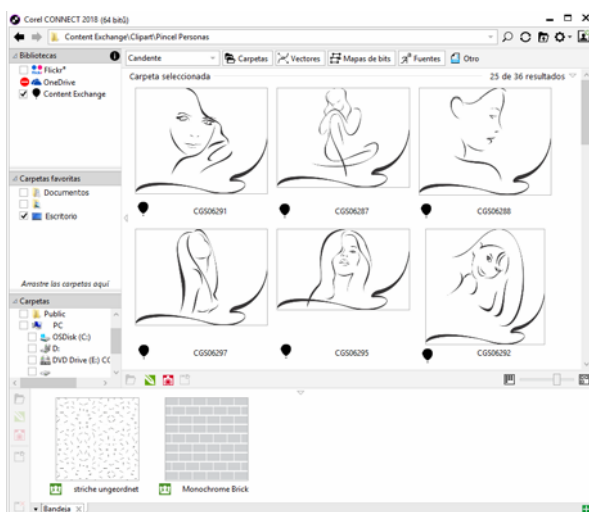 Corel CONNECT 2018 (64 bitů)
Content Exchange\Clipart\Pincel Personas
Bibliotecas
Candente
Carpetas
Vectores
Mapas de bits
Fuentes
Otro
Flickr*
OneDrive
Content Exchange
Carpeta seleccionada
25 de 36 resultados
CGS06291
CGS06287
CGS06288
Carpetas favoritas
Documentos
Escritorio
Arrastre las carpetas aquí
CGS06297
CGS06295
CGS06292
Carpetas
Public
PC
OSDisk (C:)
D:
DVD Drive (E:) CC
striche ungeordnet
Monochrome Brick
Bandeja